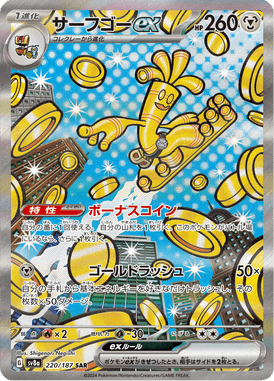 1進化
サーフゴーex HP260
コレクレーから進化
特性 ボーナスコイン
自分の番に1回使える。自分の山札を1枚引く。このポケモンがバトル場にいるなら、さらに1枚引く。
ゴールドラッシュ 50×
自分の手札から基本エネルギーを好きなだけトラッシュし、その枚数×50ダメージ。
×2
-30
exルール
ポケモンexがきぜつしたとき、相手はサイドを2枚とる。
Illus. Shigenori Negishi
sv8a 220/187 SAR
©2024 Pokémon/Nintendo/Creatures/GAME FREAK.